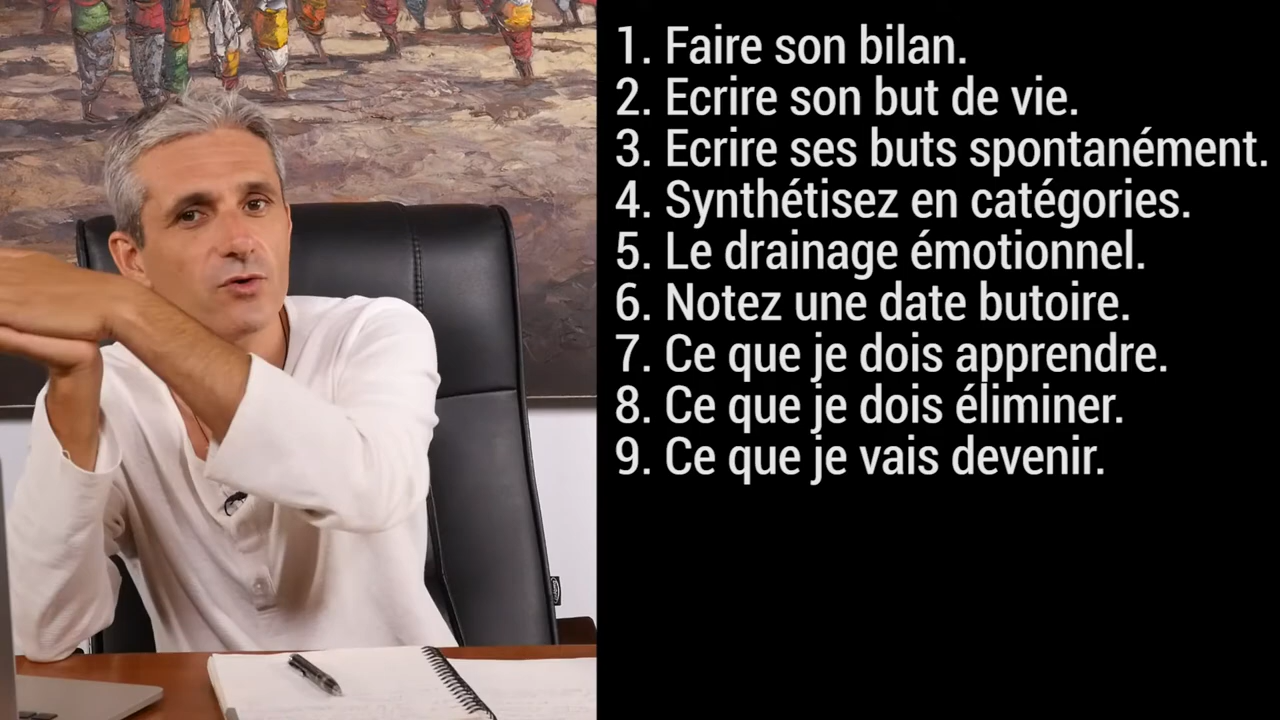 1. Faire son bilan.
2. Ecrire son but de vie.
3. Ecrire ses buts spontanément.
4. Synthétisez en catégories.
5. Le drainage émotionnel.
6. Notez une date butoire.
7. Ce que je dois apprendre.
8. Ce que je dois éliminer.
9. Ce que je vais devenir.